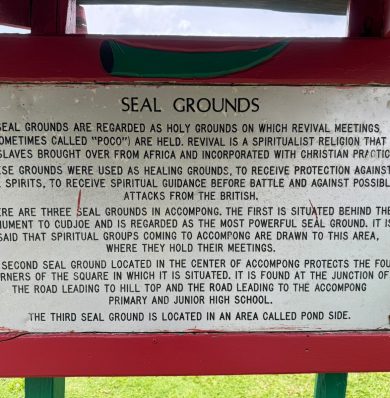 SEAL GROUNDS
SEAL GROUNDS ARE REGARDED AS HOLY GROUNDS ON WHICH REVIVAL MEETINGS
SOMETIMES CALLED "POCO") ARE HELD. REVIVAL IS A SPIRITUALIST RELIGION THAT
SLAVES BROUGHT OVER FROM AFRICA AND INCORPORATED WITH CHRISTIAN PRACTIC
ESE GROUNDS WERE USED AS HEALING GROUNDS, TO RECEIVE PROTECTION AGAINST
SPIRITS, TO RECEIVE SPIRITUAL GUIDANCE BEFORE BATTLE AND AGAINST POSSIB
ATTACKS FROM THE BRITISH.
ERE ARE THREE SEAL GROUNDS IN ACCOMPONG. THE FIRST IS SITUATED BEHIND THE
UMENT TO CUDJOE AND IS REGARDED AS THE MOST POWERFUL SEAL GROUND. IT IS
SAID THAT SPIRITUAL GROUPS COMING TO ACCOMPONG ARE DRAWN TO THIS AREA,
WHERE THEY HOLD THEIR MEETINGS.
SECOND SEAL GROUND LOCATED IN THE CENTER OF ACCOMPONG PROTECTS THE FOU
RNERS OF THE SQUARE IN WHICH IT IS SITUATED. IT IS FOUND AT THE JUNCTION OF
THE ROAD LEADING TO HILL TOP AND THE ROAD LEADING TO THE ACCOMPONG
PRIMARY AND JUNIOR HIGH SCHOOL.
THE THIRD SEAL GROUND IS LOCATED IN AN AREA CALLED POND SIDE.